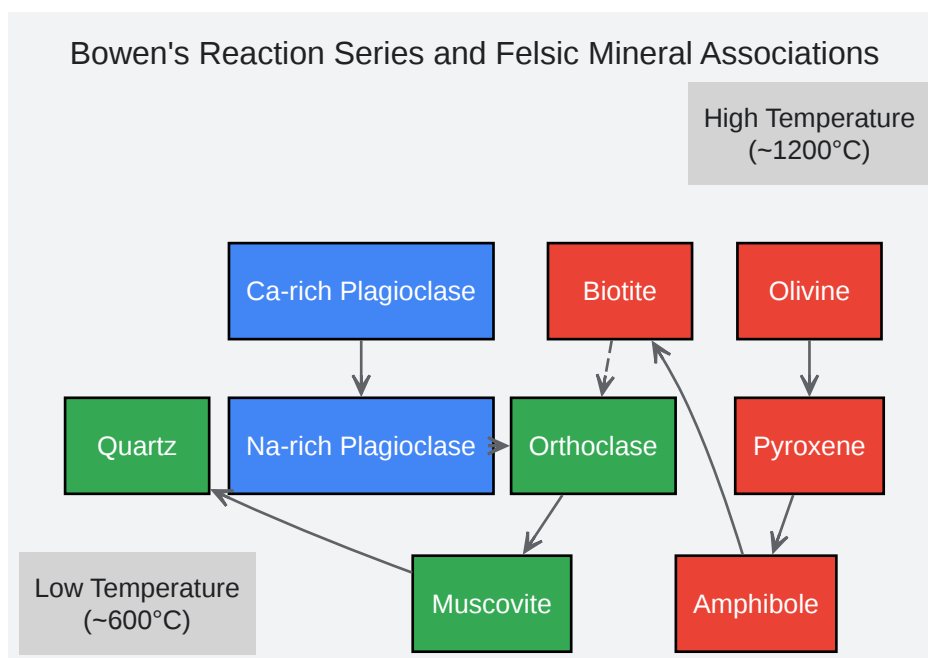 Bowen's Reaction Series and Felsic Mineral Associations
High Temperature
(~1200°C)
Ca-rich Plagioclase
Biotite
Olivine
Quartz
Na-rich Plagioclase
Orthoclase
Pyroxene
Low Temperature
(~600°C)
Muscovite
Amphibole